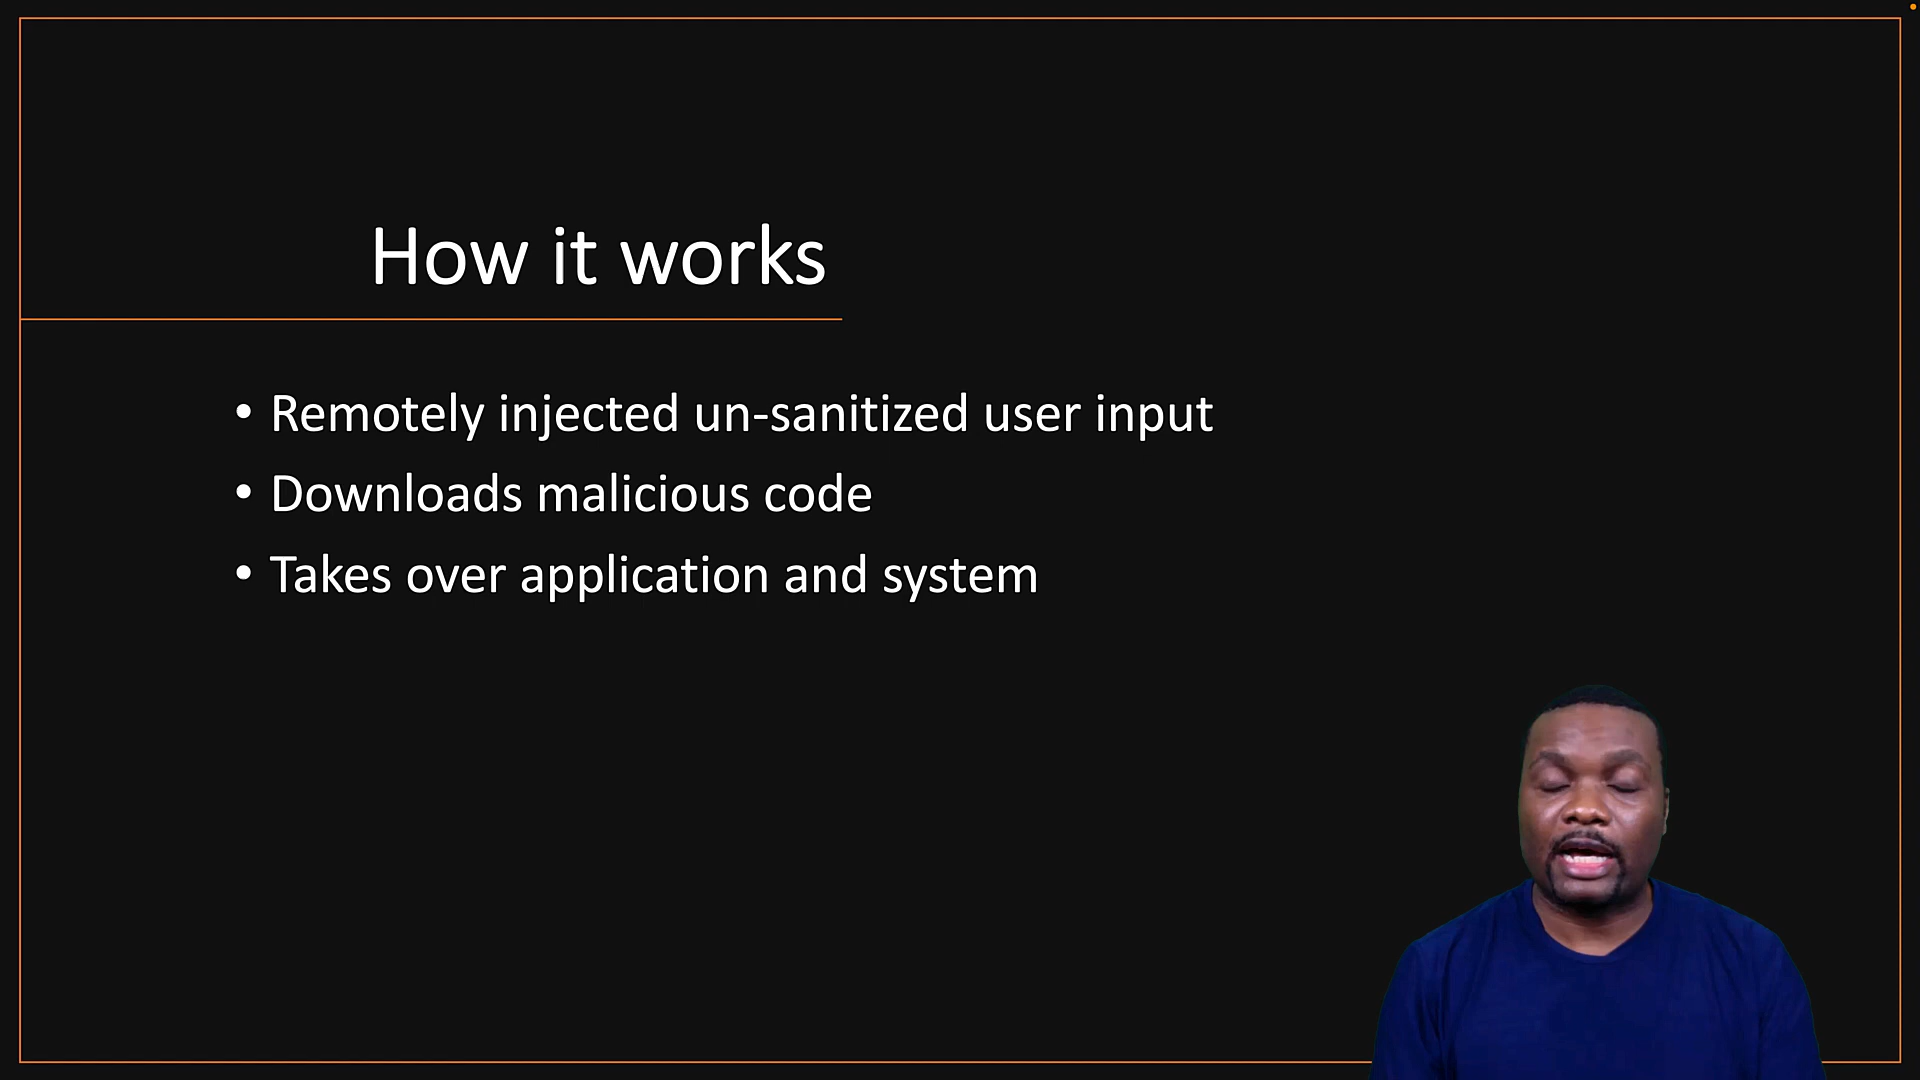 How it works
• Remotely injected un-sanitized user input
• Downloads malicious code
• Takes over application and system